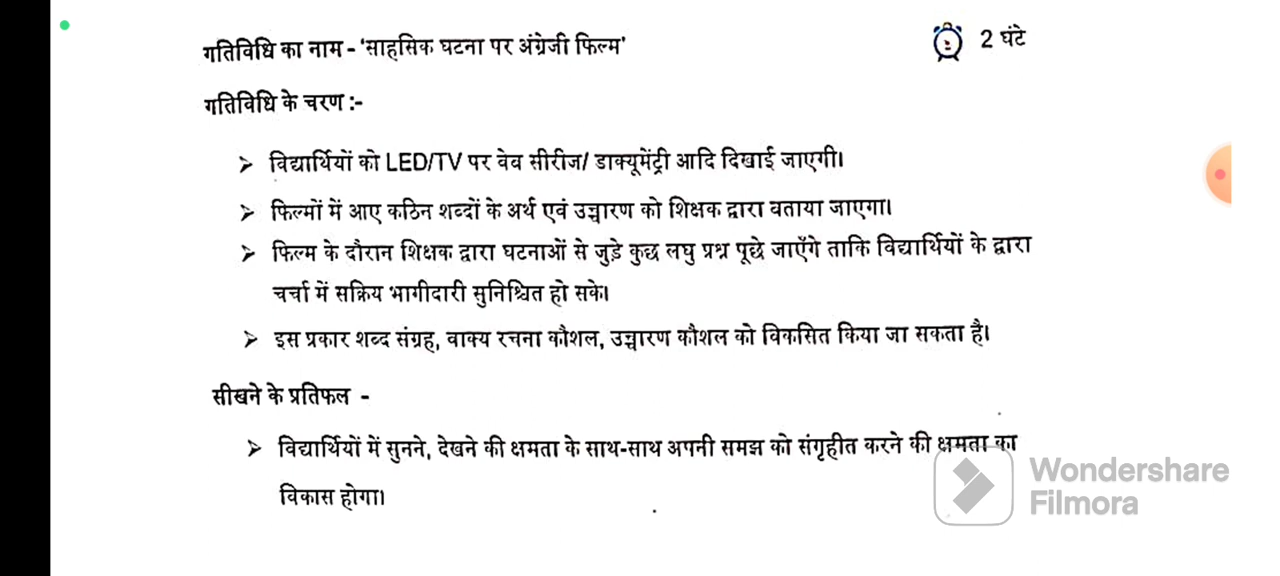 गतिविधि का नाम - 'साहसिक घटना पर अंग्रेजी फिल्म'
2 घंटे
गतिविधि के चरण :-
➢ विद्यार्थियों को LED/TV पर वेब सीरीज/ डाक्यूमेंट्री आदि दिखाई जाएगी।
➢ फिल्मों में आए कठिन शब्दों के अर्थ एवं उच्चारण को शिक्षक द्वारा बताया जाएगा।
➢ फिल्म के दौरान शिक्षक द्वारा घटनाओं से जुड़े कुछ लघु प्रश्न पूछे जाएँगे ताकि विद्यार्थियों के द्वारा
चर्चा में सक्रिय भागीदारी सुनिश्चित हो सके।
➢ इस प्रकार शब्द संग्रह, वाक्य रचना कौशल, उच्चारण कौशल को विकसित किया जा सकता है।
सीखने के प्रतिफल -
➢ विद्यार्थियों में सुनने, देखने की क्षमता के साथ-साथ अपनी समझ को संगृहीत करने की क्षमता का
विकास होगा।
Wondershare
Filmora